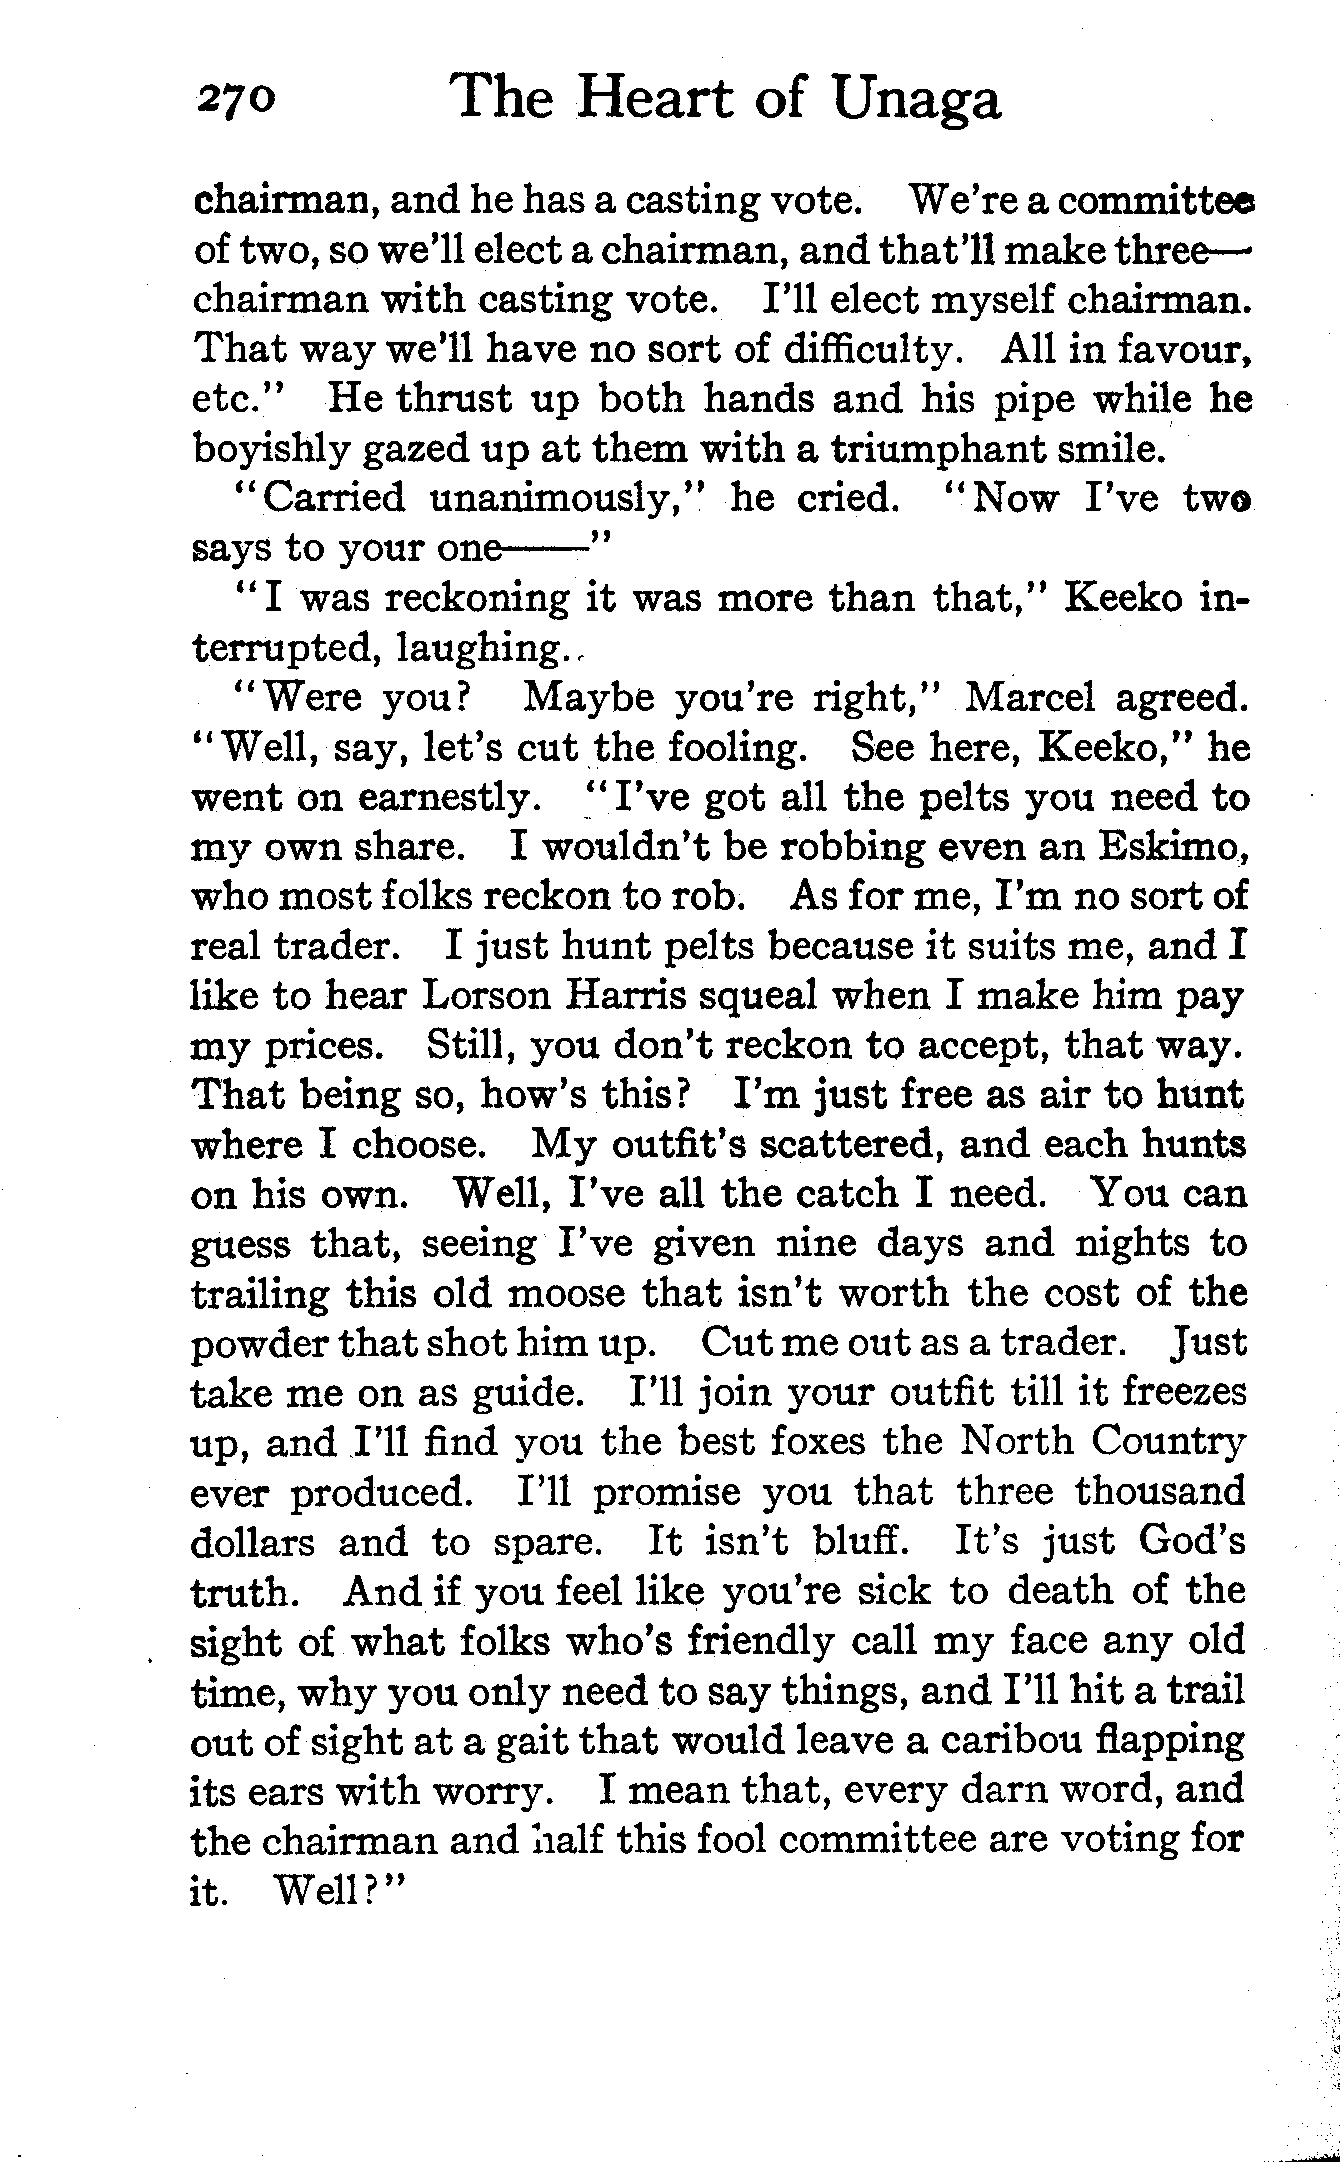 270 The Heart of Unaga
chairman, and he has a casting vote. We're a committee
of two, so we'll elect a chairman, and that'll make three—
chairman with casting vote. I'll elect myself chairman.
That way we'll have no sort of difficulty. All in favour,
etc." He thrust up both hands and his pipe while he
boyishly gazed up at them with a triumphant smile.
"Carried unanimously," he cried. "Now I've two
says to your one——"
"I was reckoning it was more than that," Keeko in-
terrupted, laughing.
"Were you? Maybe you're right," Marcel agreed.
"Well, say, let's cut the fooling. See here, Keeko," he
went on earnestly. "I've got all the pelts you need to
my own share. I wouldn't be robbing even an Eskimo,
who most folks reckon to rob. As for me, I'm no sort of
real trader. I just hunt pelts because it suits me, and I
like to hear Lorson Harris squeal when I make him pay
my prices. Still, you don't reckon to accept, that way.
That being so, how's this? I'm just free as air to hunt
where I choose. My outfit's scattered, and each hunts
on his own. Well, I've all the catch I need. You can
guess that, seeing I've given nine days and nights to
trailing this old moose that isn't worth the cost of the
powder that shot him up. Cut me out as a trader. Just
take me on as guide. I'll join your outfit till it freezes
up, and I'll find you the best foxes the North Country
ever produced. I'll promise you that three thousand
dollars and to spare. It isn't bluff. It's just God's
truth. And if you feel like you're sick to death of the
sight of what folks who's friendly call my face any old
time, why you only need to say things, and I'll hit a trail
out of sight at a gait that would leave a caribou flapping
its ears with worry. I mean that, every darn word, and
the chairman and half this fool committee are voting for
it. Well?"